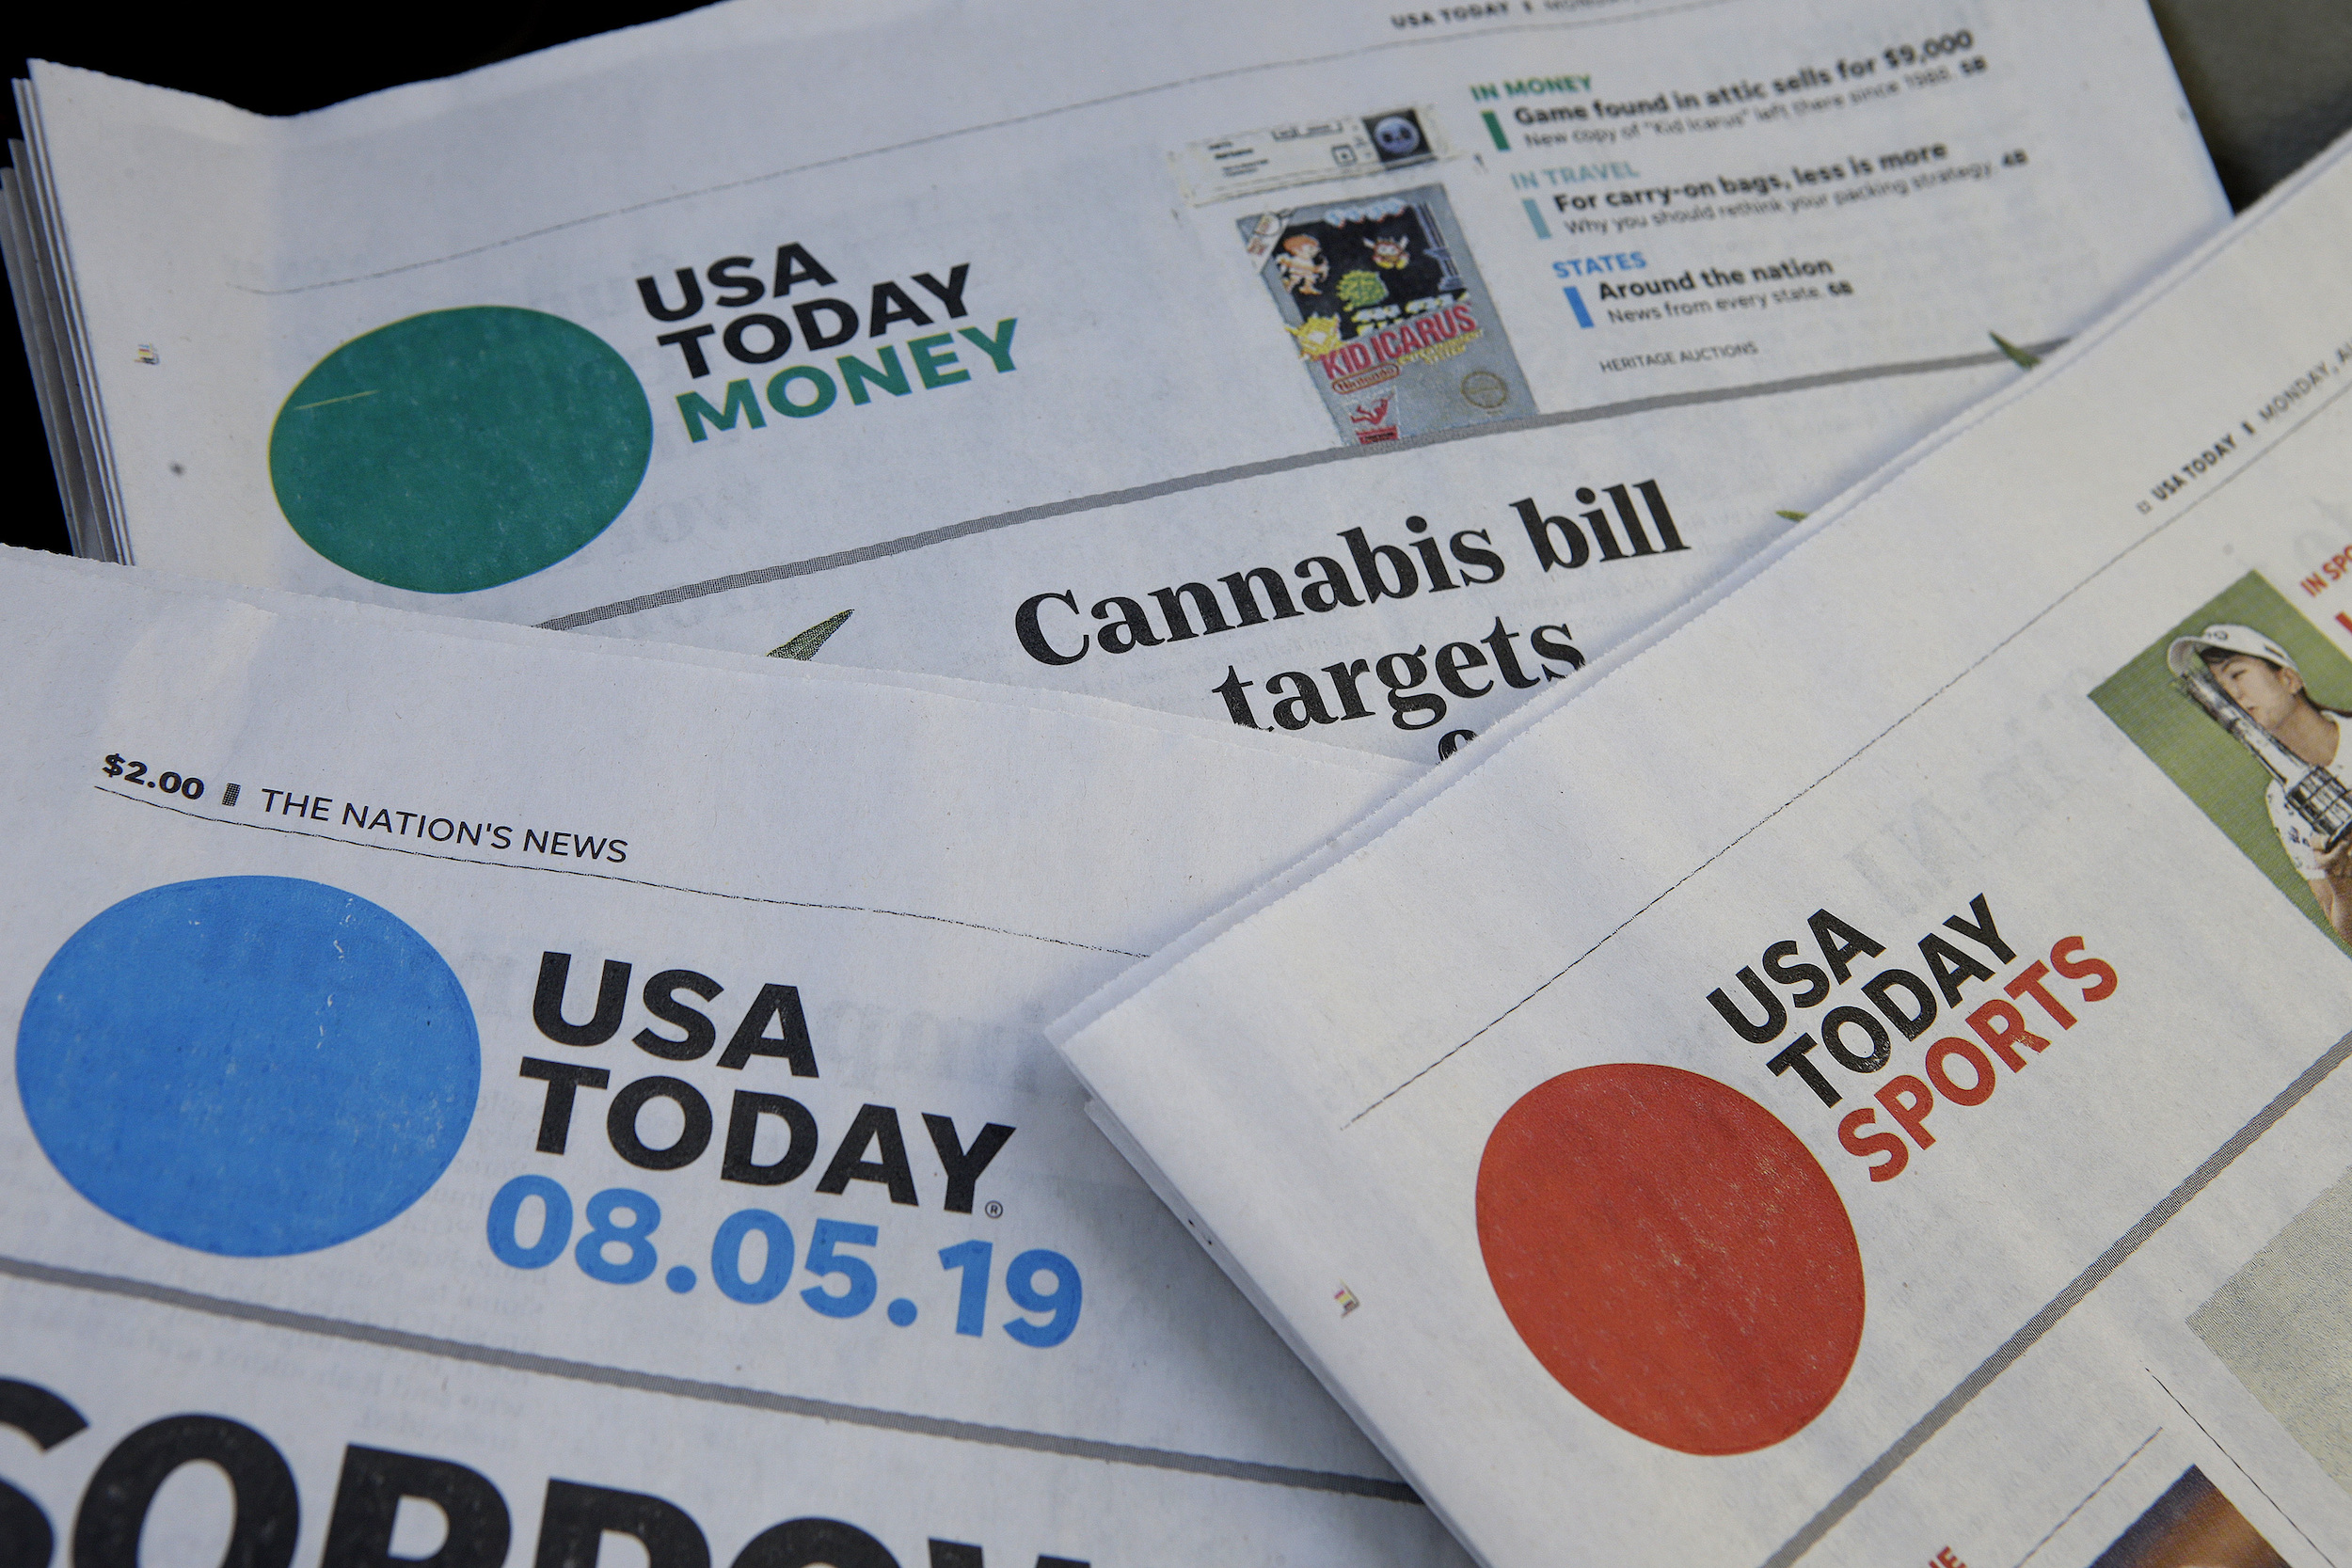 USA TODAY
IN MONEY
Game found in attic sells for $9,000
New copy of "Kid Icarus" left there since 1988. 5B
IN TRAVEL
For carry-on bags, less is more
Why you should rethink your packing strategy. 4B
STATES
Around the nation
News from every state. 6B
HERITAGE AUCTIONS
KID ICARUS
Nintendo
USA
TODAY
MONEY
Cannabis bill
targets
$2.00 THE NATION'S NEWS
USA
TODAY®
08.05.19
USA TODAY MONDAY,
USA
TODAY
SPORTS